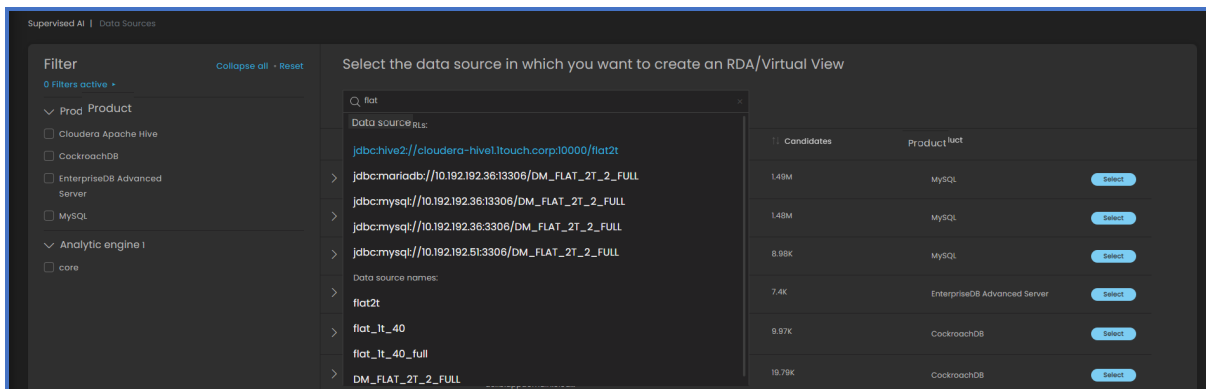 Supervised AI | Data Sources
Filter
Collapse all • Reset
0 Filters active •
Prod Product
Cloudera Apache Hive
CockroachDB
EnterpriseDB Advanced
Server
MySQL
Analytic engine
core
Select the data source in which you want to create an RDA/Virtual View
flat
Data source RLs:
jdbc:hive2://cloudera-hive1.1touch.corp:10000/flat2t
jdbc:mariadb://10.192.192.36:13306/DM_FLAT_2T_2_FULL
jdbc:mysql://10.192.192.36:13306/DM_FLAT_2T_2_FULL
jdbc:mysql://10.192.192.36:3306/DM_FLAT_2T_2_FULL
jdbc:mysql://10.192.192.51:3306/DM_FLAT_2T_2_FULL
Data source names:
flat2t
flat_1t_40
flat_1t_40_full
DM_FLAT_2T_2_FULL
Candidates Product luct
1.49M MySQL Select
1.48M MySQL Select
8.98K MySQL Select
7.4K EnterpriseDB Advanced Server Select
9.97K CockroachDB Select
19.79K CockroachDB Select